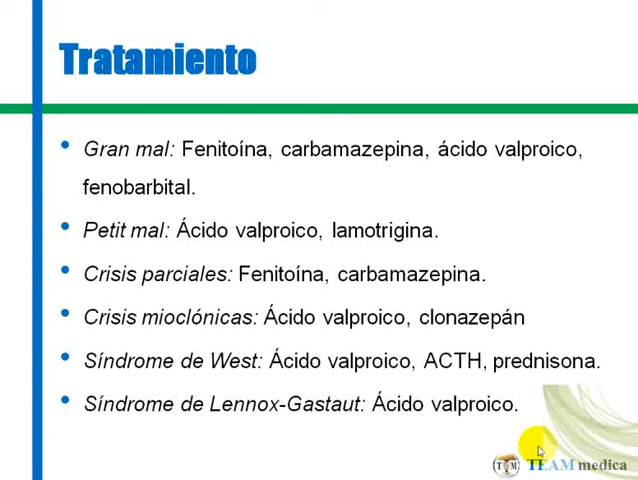 Tratamiento
• Gran mal: Fenitoína, carbamazepina, ácido valproico,
fenobarbital.
• Petit mal: Ácido valproico, lamotrigina.
• Crisis parciales: Fenitoína, carbamazepina.
• Crisis mioclónicas: Ácido valproico, clonazepán
• Síndrome de West: Ácido valproico, ACTH, prednisona.
• Síndrome de Lennox-Gastaut: Ácido valproico.
T M TEAM medica